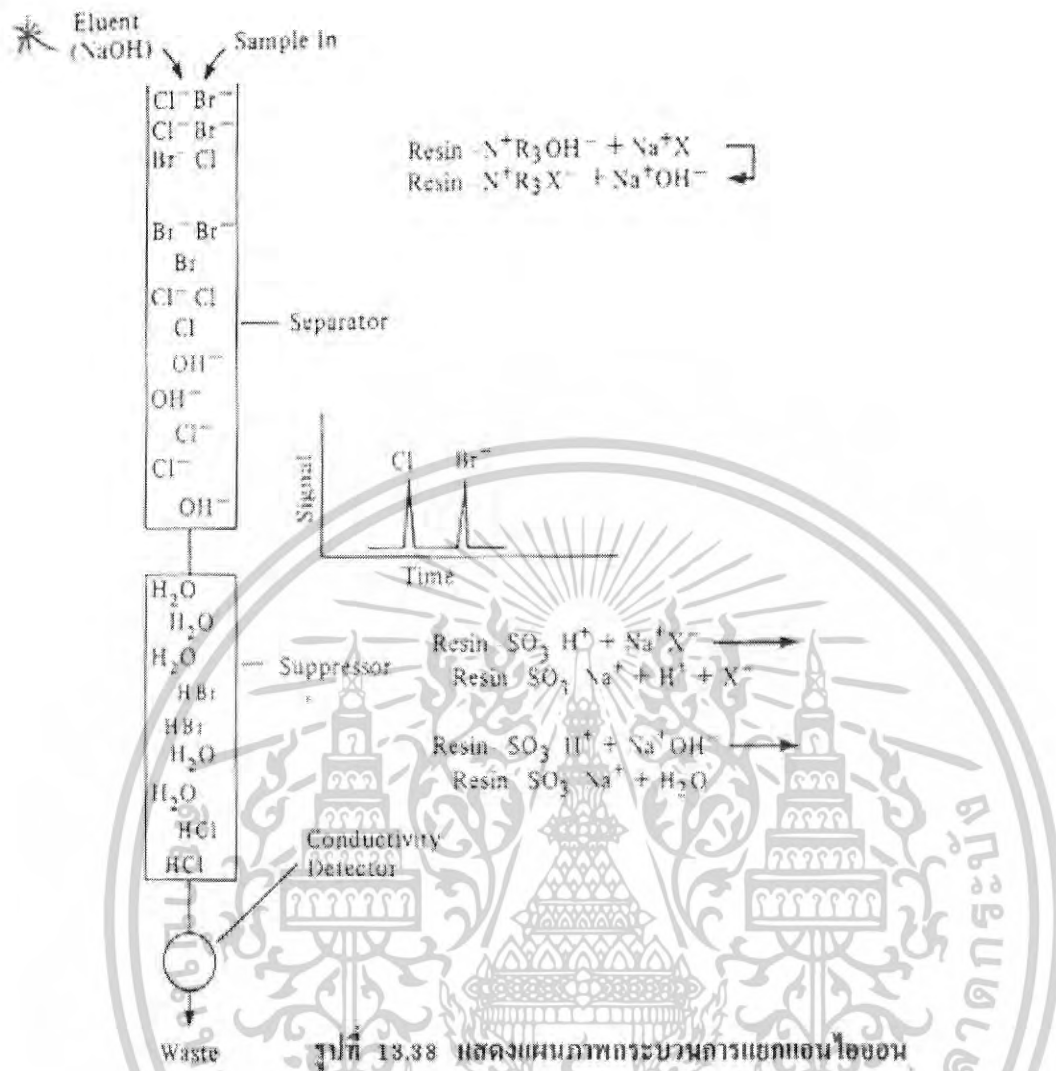 Eluent
(NaOH)
Sample In
Cl⁻ Br⁻
Cl⁻ Br⁻
Br⁻ Cl
Br⁻ Br⁻
Br
Cl⁻ Cl
Cl
OH⁻
OH⁻
Cl⁻
Cl⁻
OH⁻
Separator
Resin -N⁺R₃OH⁻ + Na⁺X
Resin -N⁺R₃X⁻ + Na⁺OH⁻
Signal
Cl
Br⁻
Time
H₂O
H₂O
H₂O
HBr
HBr
H₂O
H₂O
HCl
HCl
Suppressor
Resin SO₃ H⁺ + Na⁺X⁻
Resin SO₃ Na⁺ + H⁺ + X⁻
Resin SO₃ H⁺ + Na⁺OH⁻
Resin SO₃ Na⁺ + H₂O
Conductivity
Detector
Waste
รูปที่ 13.38 แสดงแผนภาพกระบวนการแยกแอนไอออน